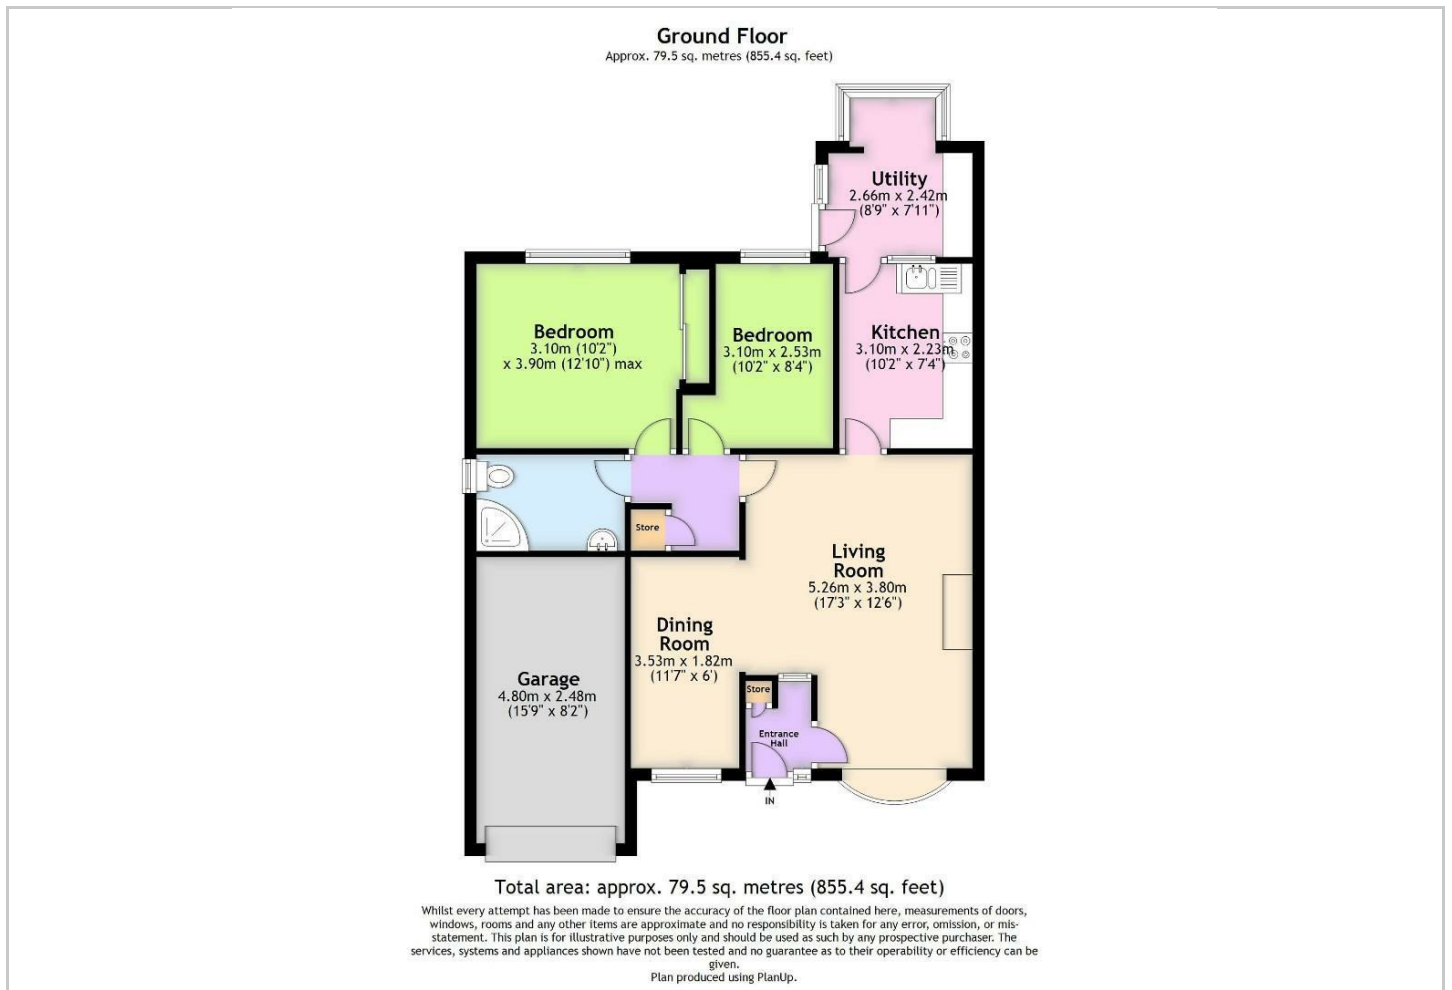 Ground Floor
Approx. 79.5 sq. metres (855.4 sq. feet)
Utility
2.66m x 2.42m
(8'9" x 7'11")
Bedroom
3.10m (10'2")
x 3.90m (12'10") max
Bedroom
3.10m x 2.53m
(10'2" x 8'4")
Kitchen
3.10m x 2.23m
(10'2" x 7'4")
Store
Living
Room
5.26m x 3.80m
(17'3" x 12'6")
Dining
Room
3.53m x 1.82m
(11'7" x 6')
Garage
4.80m x 2.48m
(15'9" x 8'2")
Store
Entrance
Hall
IN
Total area: approx. 79.5 sq. metres (855.4 sq. feet)
Whilst every attempt has been made to ensure the accuracy of the floor plan contained here, measurements of doors,
windows, rooms and any other items are approximate and no responsibility is taken for any error, omission, or mis-
statement. This plan is for illustrative purposes only and should be used as such by any prospective purchaser. The
services, systems and appliances shown have not been tested and no guarantee as to their operability or efficiency can be
given.
Plan produced using PlanUp.